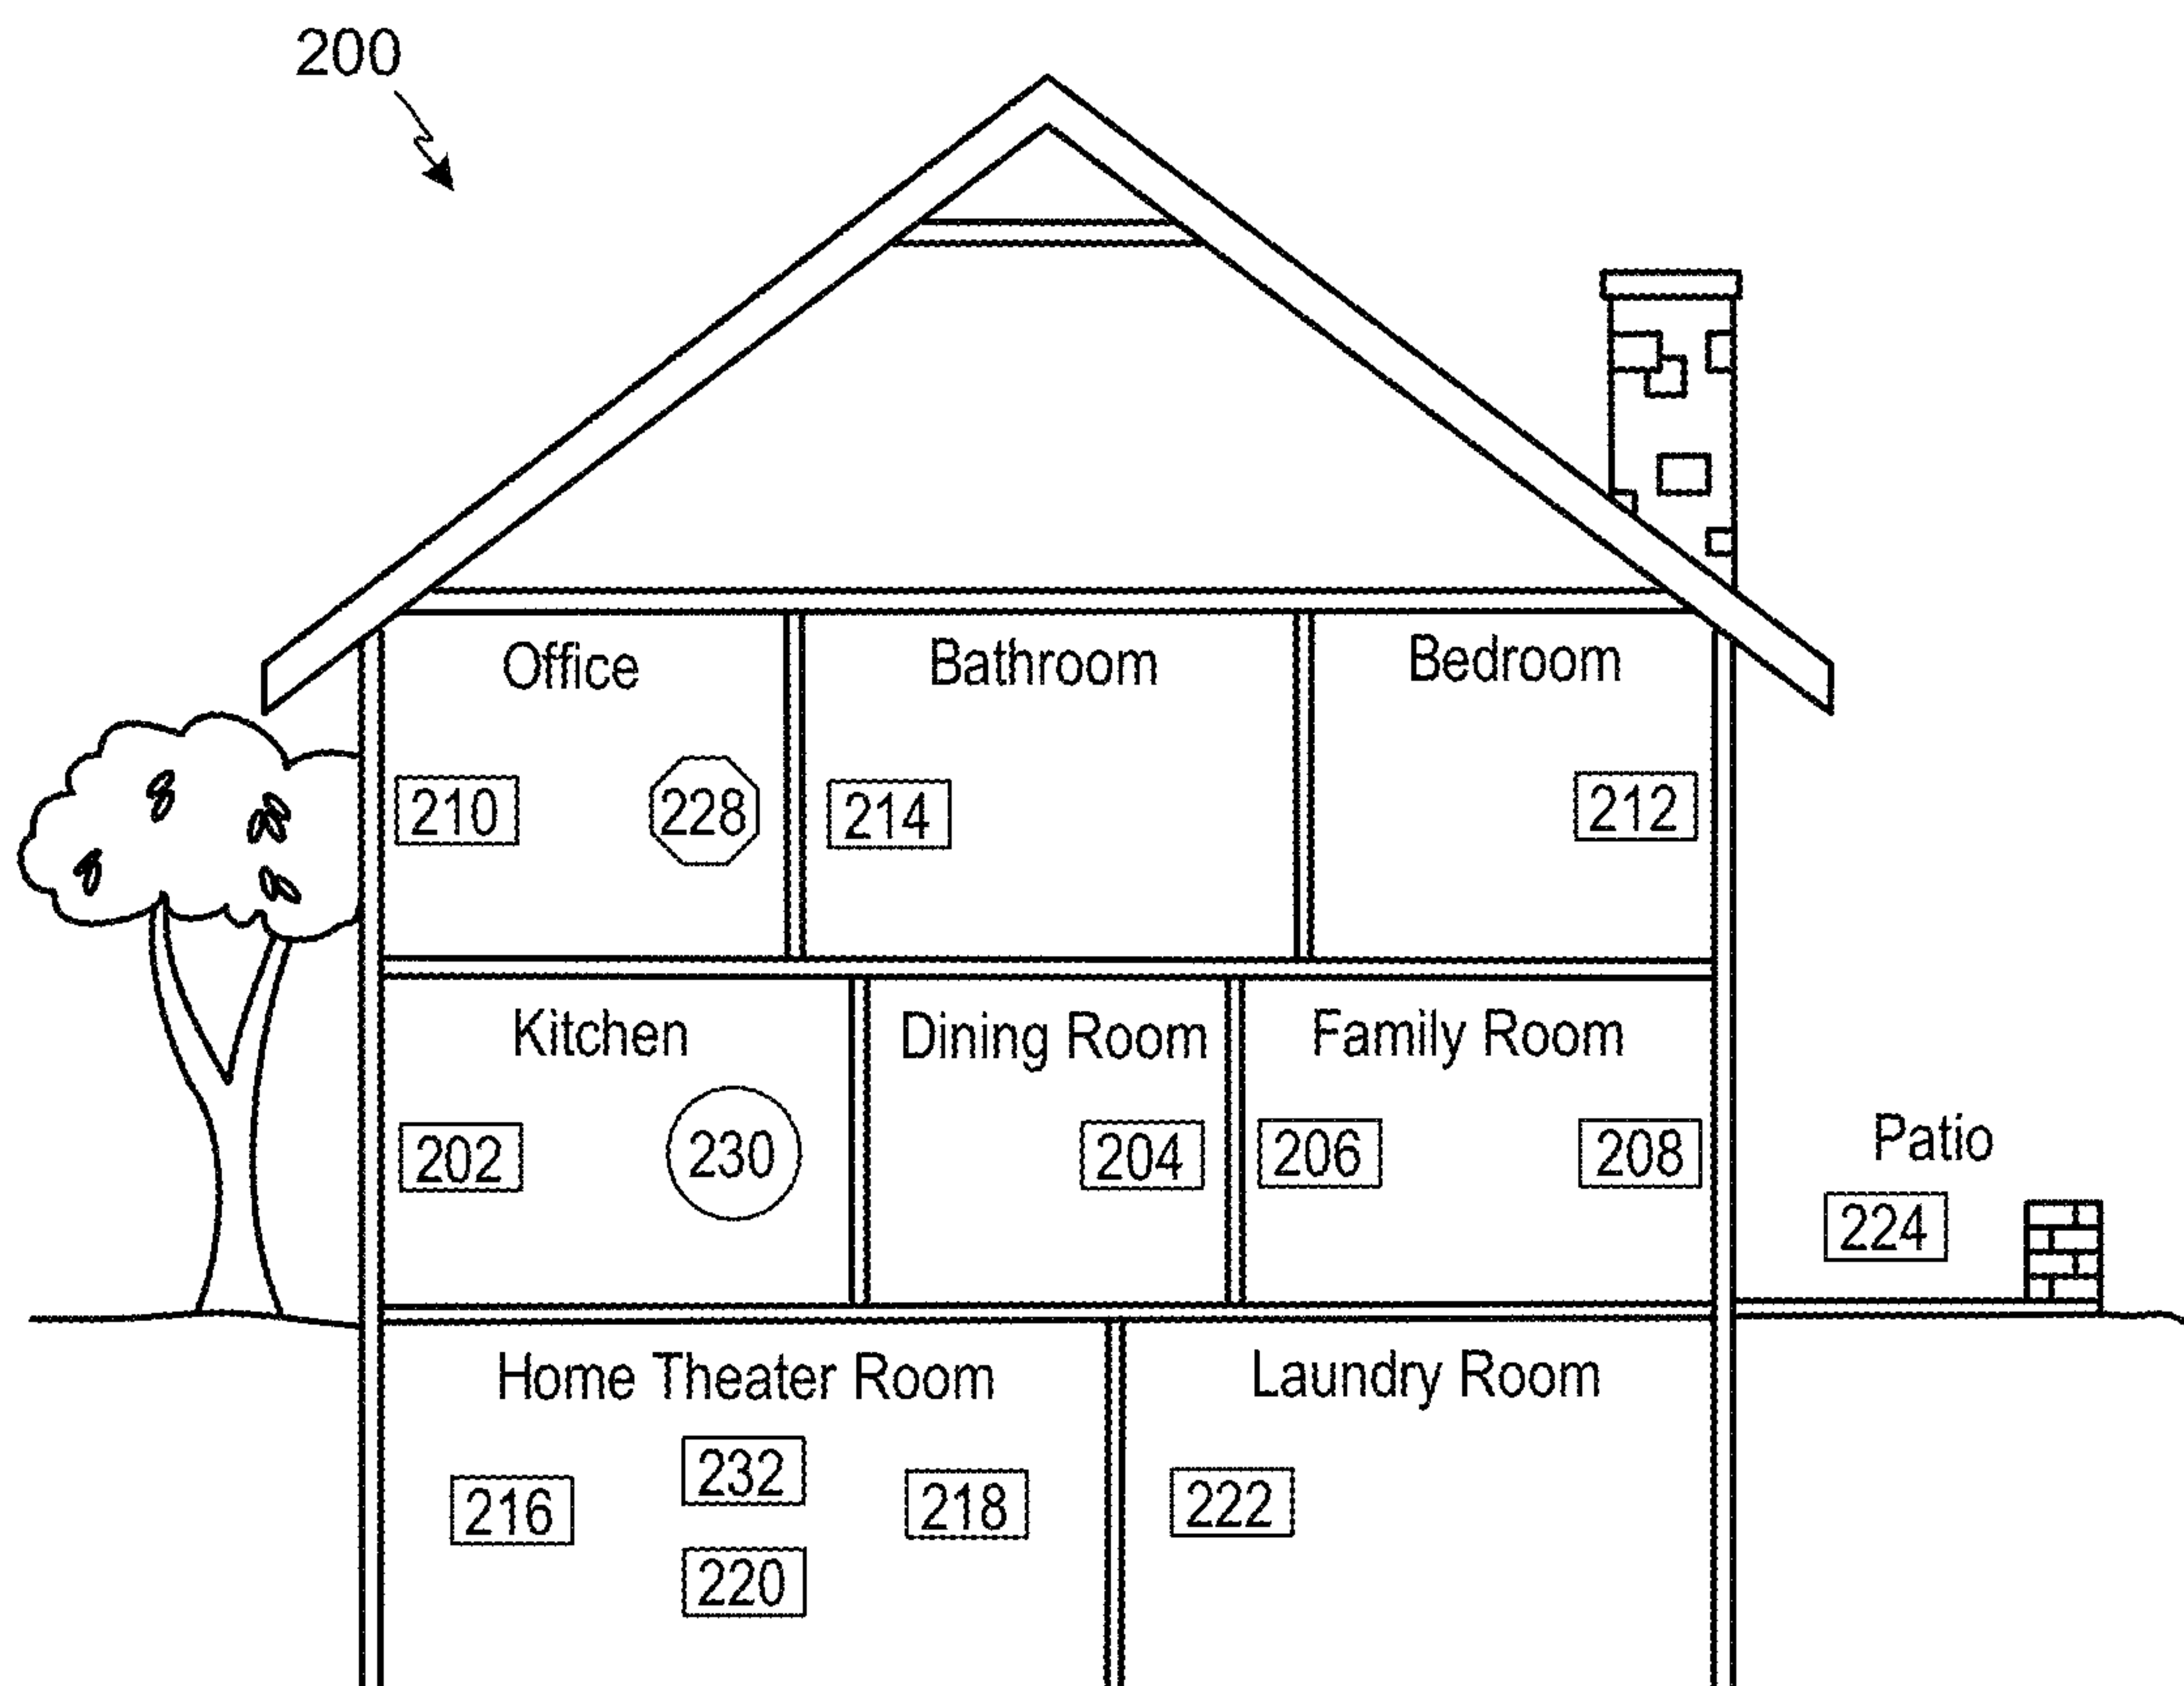 200
Office Bathroom Bedroom
210 228 214 212
Kitchen Dining Room Family Room
202 230 204 206 208 Patio
224
Home Theater Room Laundry Room
232
216 218 222
220